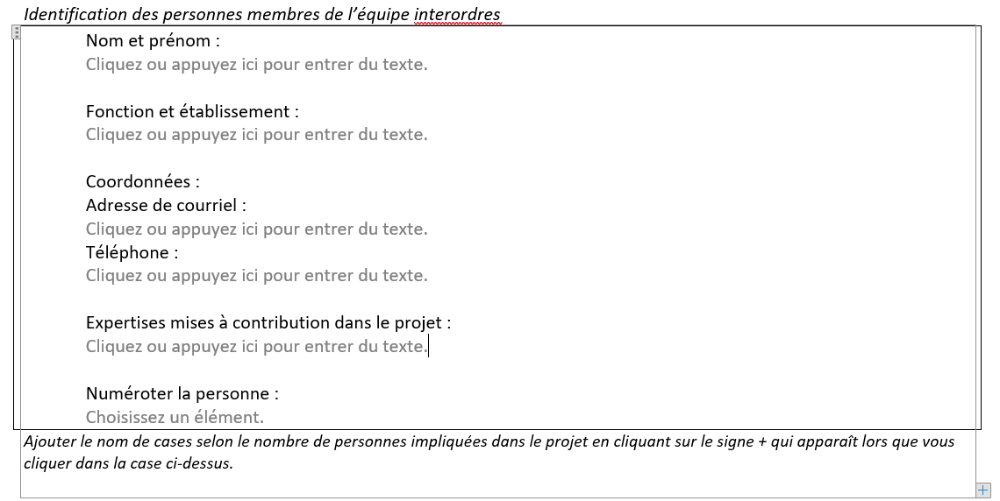 Identification des personnes membres de l’équipe interordres
Nom et prénom :
Cliquez ou appuyez ici pour entrer du texte.
Fonction et établissement :
Cliquez ou appuyez ici pour entrer du texte.
Coordonnées :
Adresse de courriel :
Cliquez ou appuyez ici pour entrer du texte.
Téléphone :
Cliquez ou appuyez ici pour entrer du texte.
Expertises mises à contribution dans le projet :
Cliquez ou appuyez ici pour entrer du texte.
Numéroter la personne :
Choisissez un élément.
Ajouter le nom de cases selon le nombre de personnes impliquées dans le projet en cliquant sur le signe + qui apparaît lors que vous
cliquer dans la case ci-dessus.